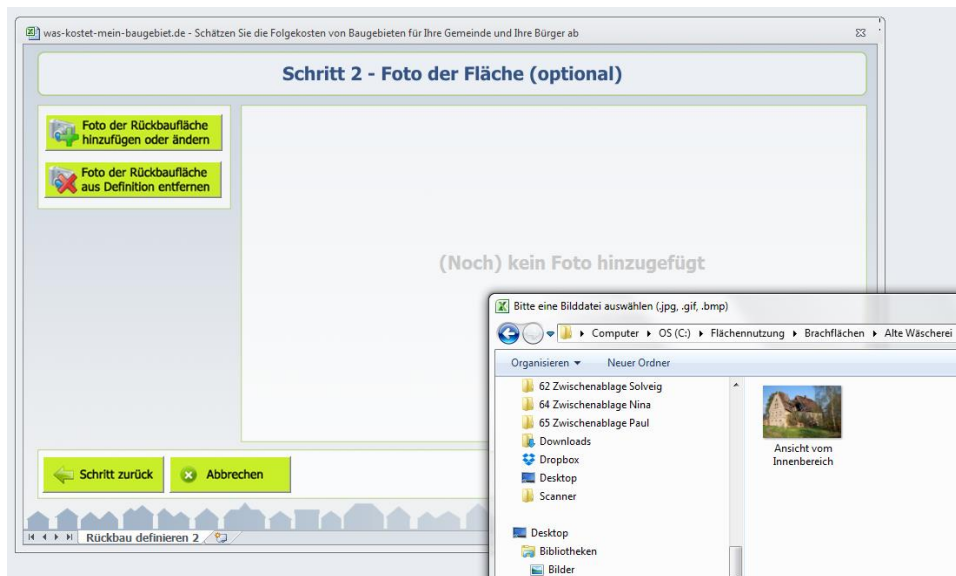 was-kostet-mein-baugebiet.de - Schätzen Sie die Folgekosten von Baugebieten für Ihre Gemeinde und Ihre Bürger ab
Schritt 2 - Foto der Fläche (optional)
Foto der Rückbaufläche
hinzufügen oder ändern
Foto der Rückbaufläche
aus Definition entfernen
(Noch) kein Foto hinzugefügt
Schritt zurück
Abbrechen
Rückbau definieren 2
Bitte eine Bilddatei auswählen (.jpg, .gif, .bmp)
Computer
OS (C:)
Flächennutzung
Brachflächen
Alte Wäscherei
Organisieren
Neuer Ordner
62 Zwischenablage Solveig
64 Zwischenablage Nina
65 Zwischenablage Paul
Downloads
Dropbox
Desktop
Scanner
Desktop
Bibliotheken
Bilder
Ansicht vom
Innenbereich